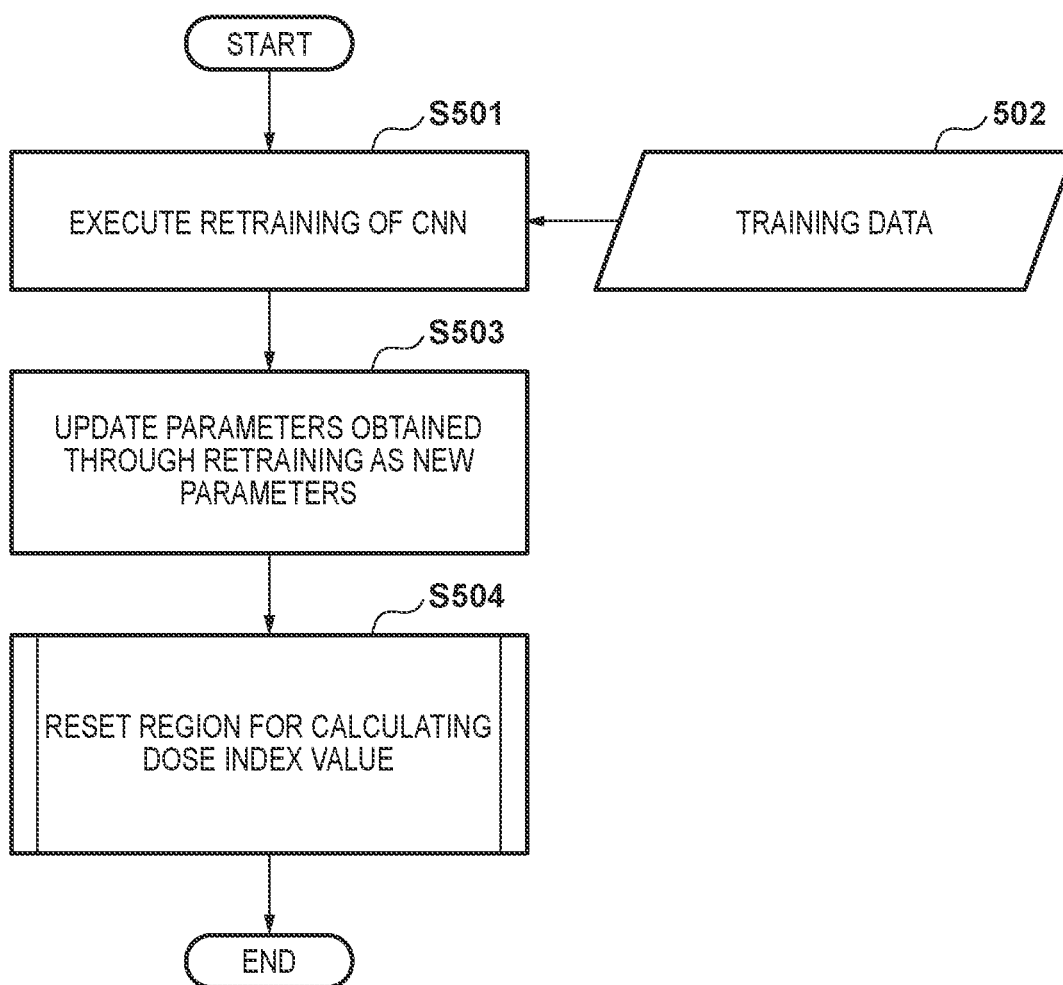 START
S501
EXECUTE RETRAINING OF CNN
502
TRAINING DATA
S503
UPDATE PARAMETERS OBTAINED
THROUGH RETRAINING AS NEW
PARAMETERS
S504
RESET REGION FOR CALCULATING
DOSE INDEX VALUE
END